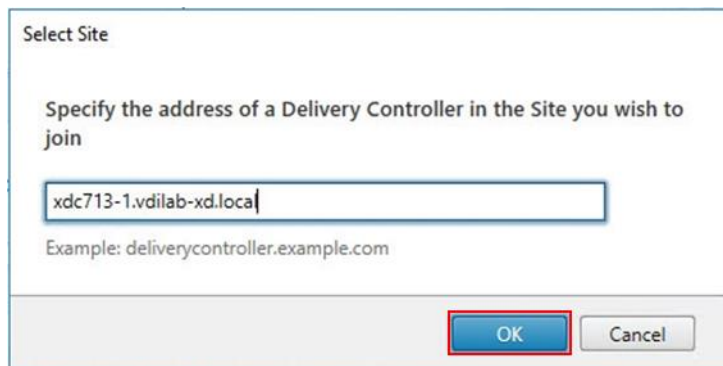 Select Site
Specify the address of a Delivery Controller in the Site you wish to
join
xdc713-1.vdilab-xd.local
Example: deliverycontroller.example.com
OK
Cancel